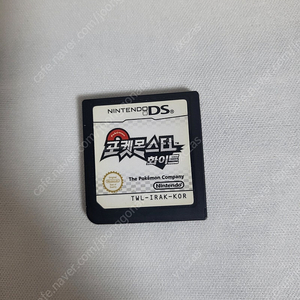 NINTENDO DS
포켓몬스터
화이트
The Pokémon Company
Nintendo
TWL-IRAK-KOR